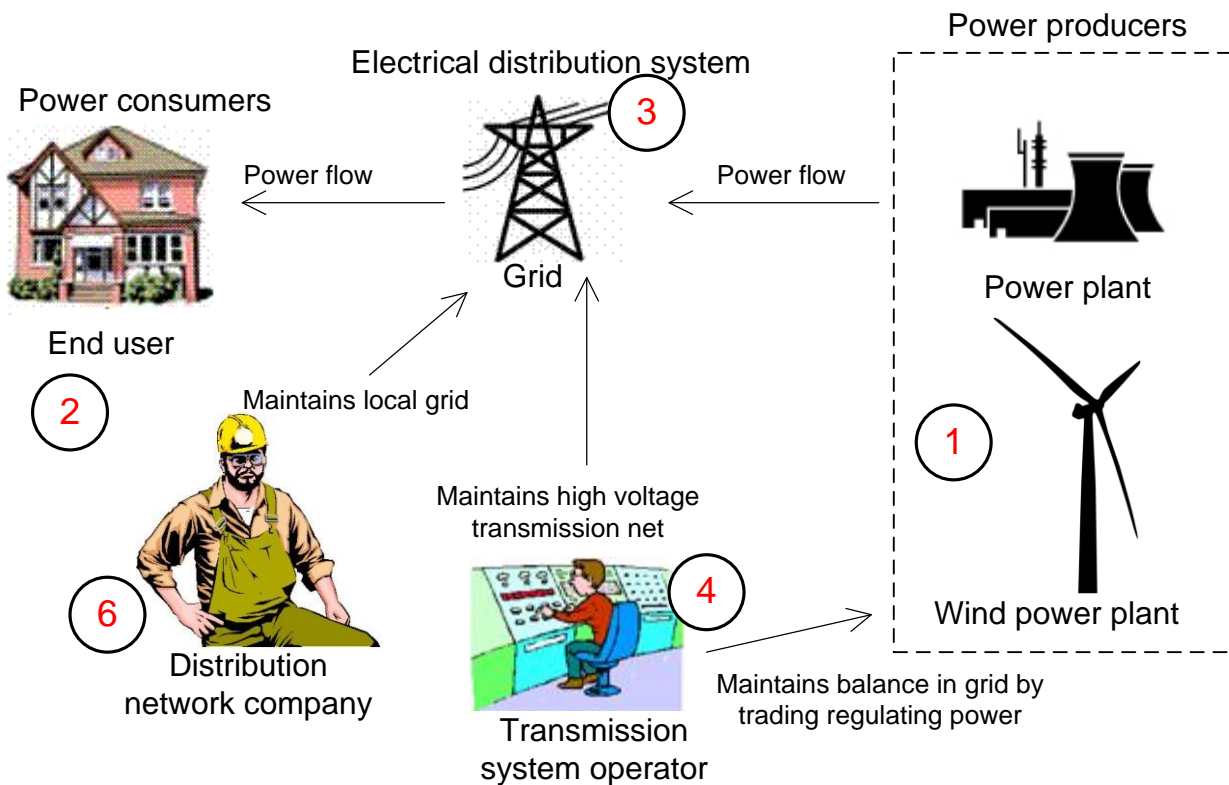 Power producers
Electrical distribution system
3
Power consumers
Power flow
Power flow
Grid
Power plant
End user
2
Maintains local grid
1
Maintains high voltage
transmission net
4
6
Wind power plant
Distribution
network company
Maintains balance in grid by
trading regulating power
Transmission
system operator